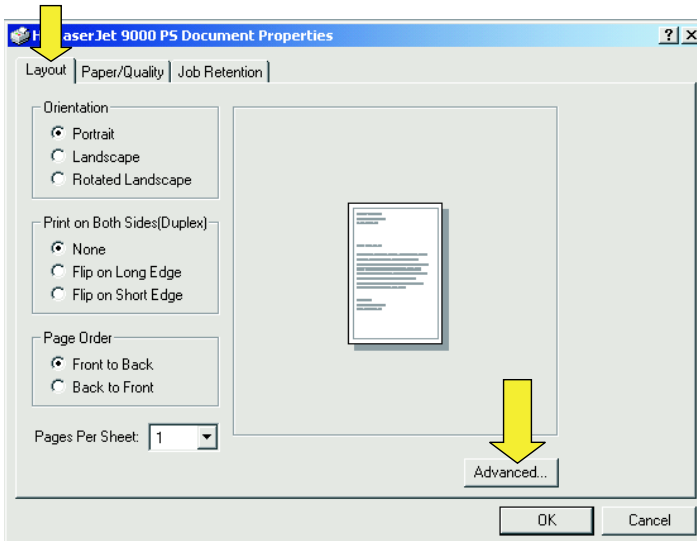 aserJet 9000 PS Document Properties
Layout Paper/Quality Job Retention
Orientation
Portrait
Landscape
Rotated Landscape
Print on Both Sides(Duplex)
None
Flip on Long Edge
Flip on Short Edge
Page Order
Front to Back
Back to Front
Pages Per Sheet: 1
Advanced...
OK Cancel